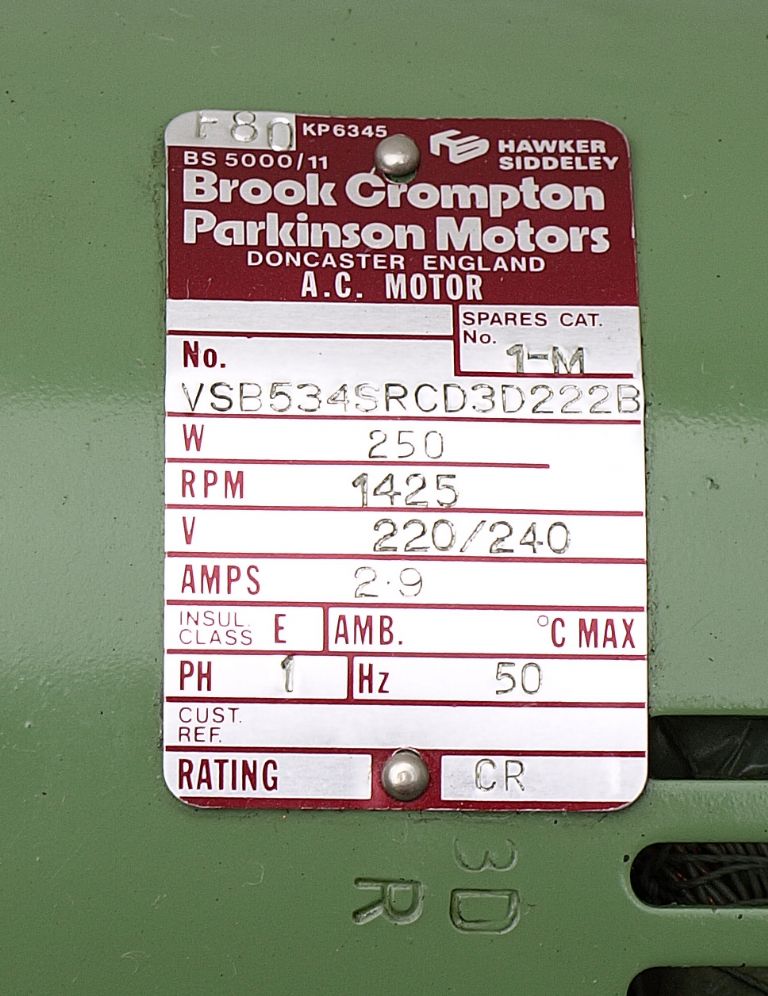 F80 KP6345
HAWKER
SIDDELEY
BS 5000/11
Brook Crompton
Parkinson Motors
DONCASTER ENGLAND
A.C. MOTOR
SPARES CAT.
No. 1-M
No.
VSB534SRCD3D222B
W 250
RPM 1425
V 220/240
AMPS 2.9
INSUL. CLASS E AMB. °C MAX
PH 1 Hz 50
CUST.
REF.
RATING CR
3D
R